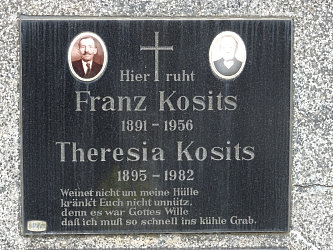 Hier ruht
Franz Kosits
1891 - 1956
Theresia Kosits
1895 - 1982
Weinet nicht um meine Hülle
kränkt Euch nicht unnütz,
denn es war Gottes Wille
daß ich muß so schnell ins kühle Grab.